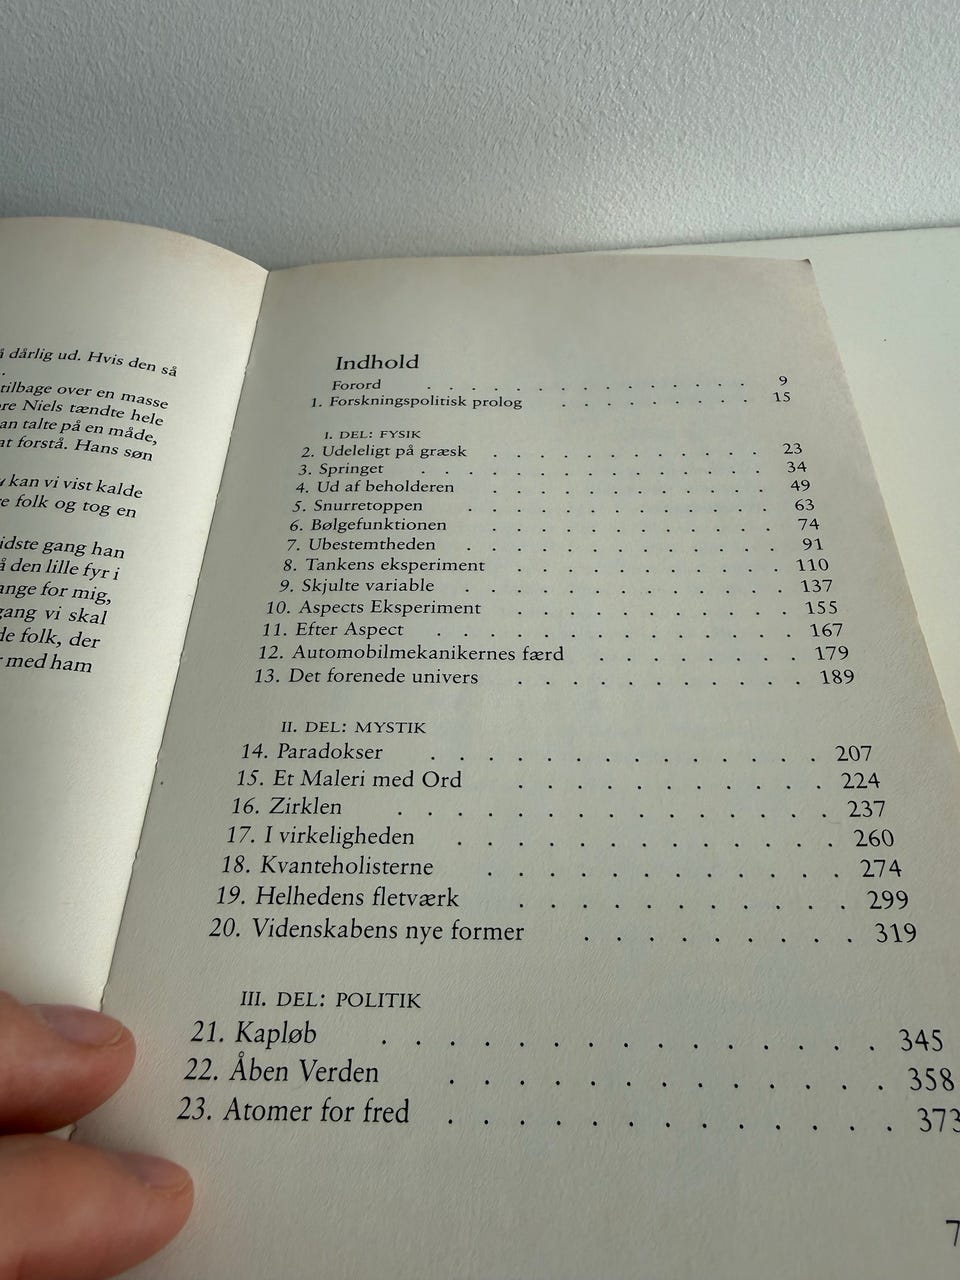 å dårlig ud. Hvis den så
.
tilbage over en masse
re Niels tændte hele
an talte på en måde,
at forstå. Hans søn
kan vi vist kalde
e folk og tog en
idste gang han
å den lille fyr i
ange for mig,
gang vi skal
de folk, der
r med ham
Indhold
Forord . . . . . . . . . . . . . . 9
1. Forskningspolitisk prolog . . . . . . . . . 15
I. DEL: FYSIK
2. Udeleligt på græsk . . . . . . . . . . . 23
3. Springet . . . . . . . . . . . . . 34
4. Ud af beholderen . . . . . . . . . . . 49
5. Snurretoppen . . . . . . . . . . . . 63
6. Bølgefunktionen . . . . . . . . . . . 74
7. Ubestemtheden . . . . . . . . . . . . 91
8. Tankens eksperiment . . . . . . . . . . 110
9. Skjulte variable . . . . . . . . . . . . 137
10. Aspects Eksperiment . . . . . . . . . . 155
11. Efter Aspect . . . . . . . . . . . . . 167
12. Automobilmekanikernes færd . . . . . . . 179
13. Det forenede univers . . . . . . . . . . 189
II. DEL: MYSTIK
14. Paradokser . . . . . . . . . . . . . 207
15. Et Maleri med Ord . . . . . . . . . . 224
16. Zirklen . . . . . . . . . . . . . . 237
17. I virkeligheden . . . . . . . . . . . . 260
18. Kvanteholisterne . . . . . . . . . . . 274
19. Helhedens fletværk . . . . . . . . . . . 299
20. Videnskabens nye former . . . . . . . . . 319
III. DEL: POLITIK
21. Kapløb . . . . . . . . . . . . . . . 345
22. Åben Verden . . . . . . . . . . . . . 358
23. Atomer for fred . . . . . . . . . . . . . 373
7